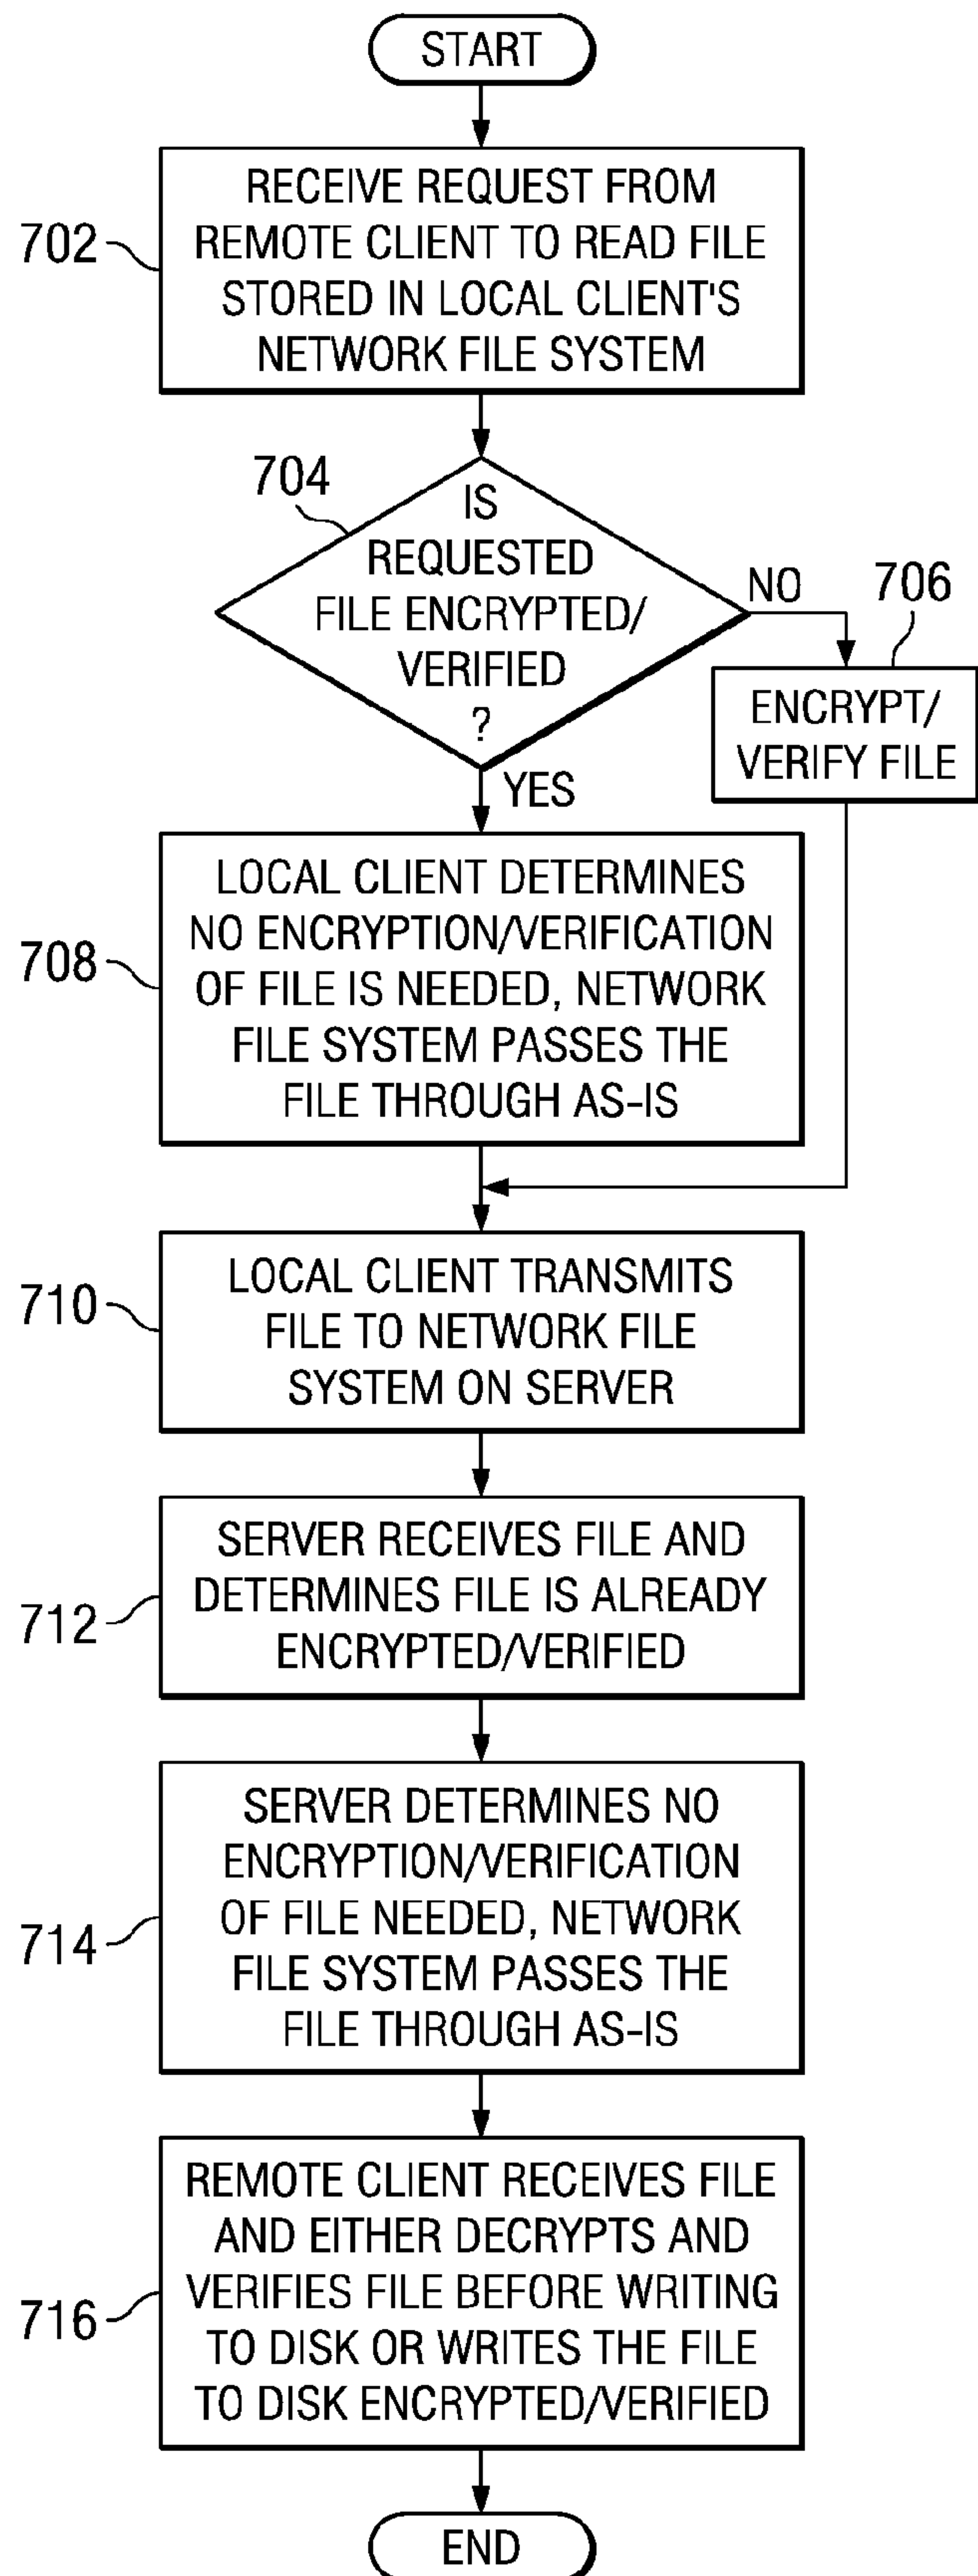 START
702
RECEIVE REQUEST FROM
REMOTE CLIENT TO READ FILE
STORED IN LOCAL CLIENT'S
NETWORK FILE SYSTEM
704
IS
REQUESTED
FILE ENCRYPTED/
VERIFIED
?
NO
706
ENCRYPT/
VERIFY FILE
YES
708
LOCAL CLIENT DETERMINES
NO ENCRYPTION/VERIFICATION
OF FILE IS NEEDED, NETWORK
FILE SYSTEM PASSES THE
FILE THROUGH AS-IS
710
LOCAL CLIENT TRANSMITS
FILE TO NETWORK FILE
SYSTEM ON SERVER
712
SERVER RECEIVES FILE AND
DETERMINES FILE IS ALREADY
ENCRYPTED/VERIFIED
714
SERVER DETERMINES NO
ENCRYPTION/VERIFICATION
OF FILE NEEDED, NETWORK
FILE SYSTEM PASSES THE
FILE THROUGH AS-IS
716
REMOTE CLIENT RECEIVES FILE
AND EITHER DECRYPTS AND
VERIFIES FILE BEFORE WRITING
TO DISK OR WRITES THE FILE
TO DISK ENCRYPTED/VERIFIED
END